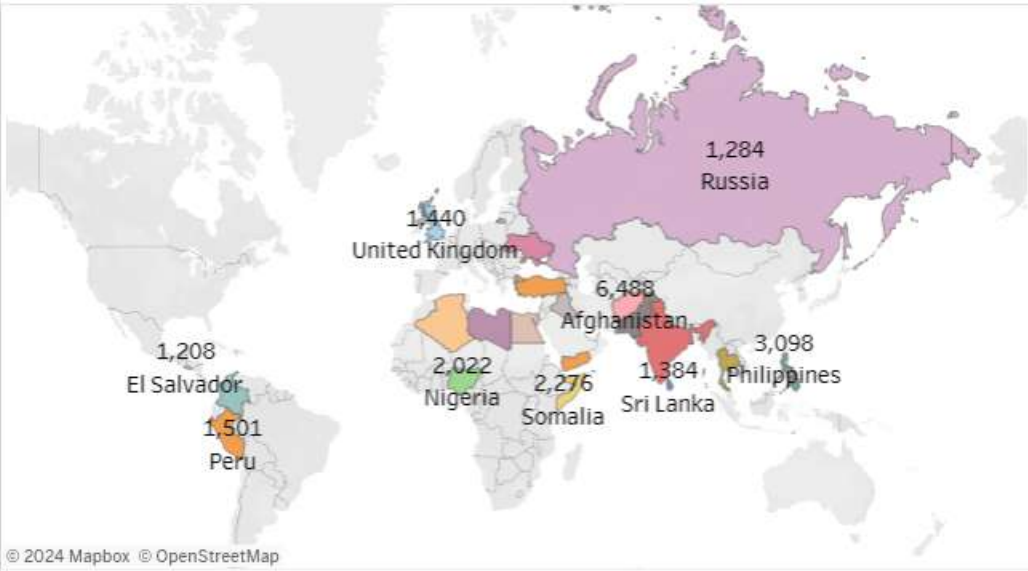 1,284
Russia
1,440
United Kingdom
6,488
Afghanistan
3,098
Philippines
1,208
El Salvador
2,022
Nigeria
2,276
Somalia
1,384
Sri Lanka
1,501
Peru
© 2024 Mapbox © OpenStreetMap